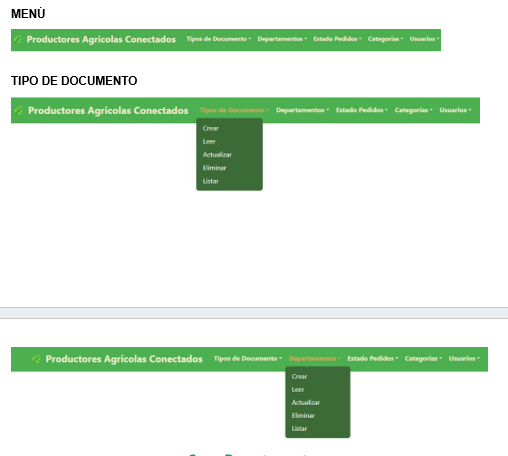 MENÙ
Productores Agricolas Conectados Tipos de Documento Departamentos Estado Pedidos Categorias Usuarios
TIPO DE DOCUMENTO
Productores Agricolas Conectados Tipos de Documento Departamentos Estado Pedidos Categorias Usuarios
Crear
Leer
Actualizar
Eliminar
Listar
Productores Agricolas Conectados Tipos de Documento Departamentos Estado Pedidos Categorias Usuarios
Crear
Leer
Actualizar
Eliminar
Listar